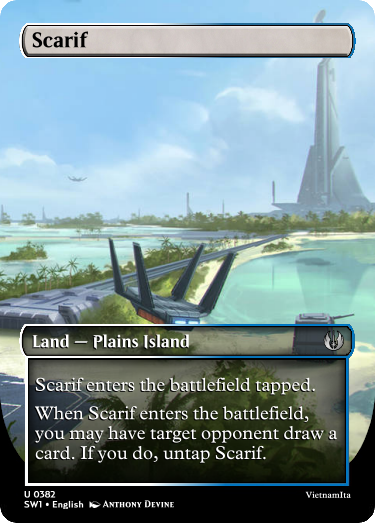 Scarif
Land — Plains Island
Scarif enters the battlefield tapped.
When Scarif enters the battlefield,
you may have target opponent draw a
card. If you do, untap Scarif.
U 0382
SW1 • English Anthony Devine
VietnamIta